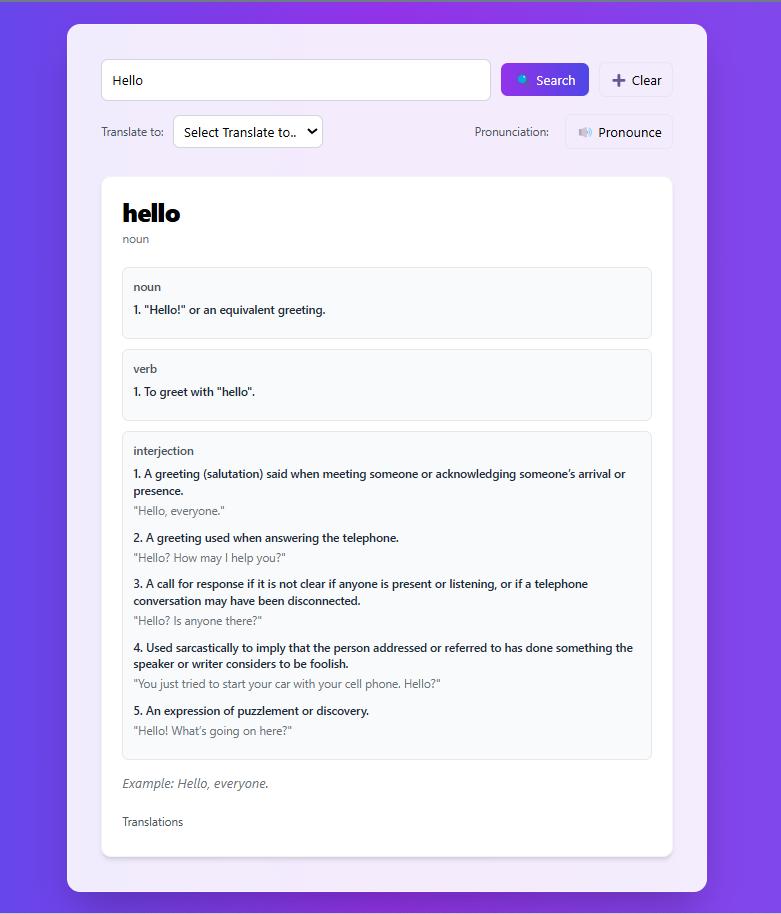 Hello
Search
Clear
Translate to:
Select Translate to..
Pronunciation:
Pronounce
hello
noun
noun
1. "Hello!" or an equivalent greeting.
verb
1. To greet with "hello".
interjection
1. A greeting (salutation) said when meeting someone or acknowledging someone’s arrival or
presence.
"Hello, everyone."
2. A greeting used when answering the telephone.
"Hello? How may I help you?"
3. A call for response if it is not clear if anyone is present or listening, or if a telephone
conversation may have been disconnected.
"Hello? Is anyone there?"
4. Used sarcastically to imply that the person addressed or referred to has done something the
speaker or writer considers to be foolish.
"You just tried to start your car with your cell phone. Hello?"
5. An expression of puzzlement or discovery.
"Hello! What’s going on here?"
Example: Hello, everyone.
Translations